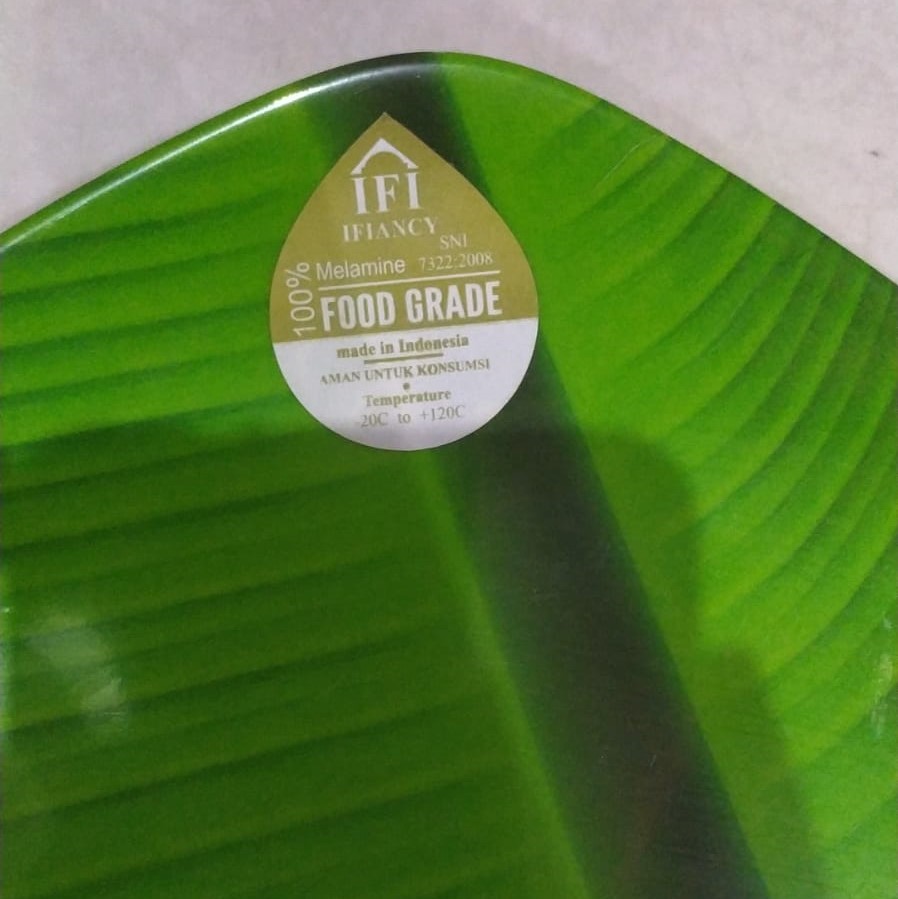 IFI
IFIANCY
SNI
100% Melamine 7322:2008
FOOD GRADE
made in Indonesia
AMAN UNTUK KONSUMSI
Temperature
-20C to +120C